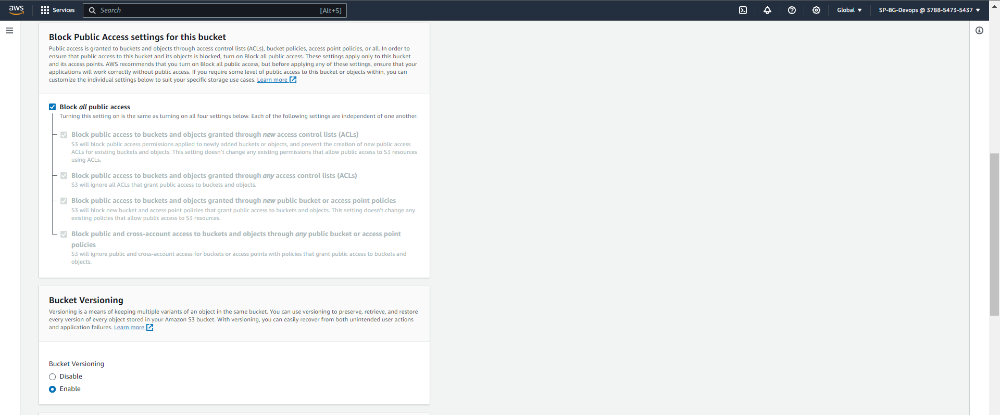 aws
Services
Search
[Alt+S]
Global
SP-BG-Devops @ 3788-5473-5437
Block Public Access settings for this bucket
Public access is granted to buckets and objects through access control lists (ACLs), bucket policies, access point policies, or all. In order to
ensure that public access to this bucket and its objects is blocked, turn on Block all public access. These settings apply only to this bucket
and its access points. AWS recommends that you turn on Block all public access, but before applying any of these settings, ensure that your
applications will work correctly without public access. If you require some level of public access to this bucket or objects within, you can
customize the individual settings below to suit your specific storage use cases. Learn more
Block all public access
Turning this setting on is the same as turning on all four settings below. Each of the following settings are independent of one another.
Block public access to buckets and objects granted through new access control lists (ACLs)
S3 will block public access permissions applied to newly added buckets or objects, and prevent the creation of new public access
ACLs for existing buckets and objects. This setting doesn't change any existing permissions that allow public access to S3 resources
using ACLs.
Block public access to buckets and objects granted through any access control lists (ACLs)
S3 will ignore all ACLs that grant public access to buckets and objects.
Block public access to buckets and objects granted through new public bucket or access point policies
S3 will block new bucket and access point policies that grant public access to buckets and objects. This setting doesn't change any
existing policies that allow public access to S3 resources.
Block public and cross-account access to buckets and objects through any public bucket or access point
policies
S3 will ignore public and cross-account access for buckets or access points with policies that grant public access to buckets and
objects.
Bucket Versioning
Versioning is a means of keeping multiple variants of an object in the same bucket. You can use versioning to preserve, retrieve, and restore
every version of every object stored in your Amazon S3 bucket. With versioning, you can easily recover from both unintended user actions
and application failures. Learn more
Bucket Versioning
Disable
Enable